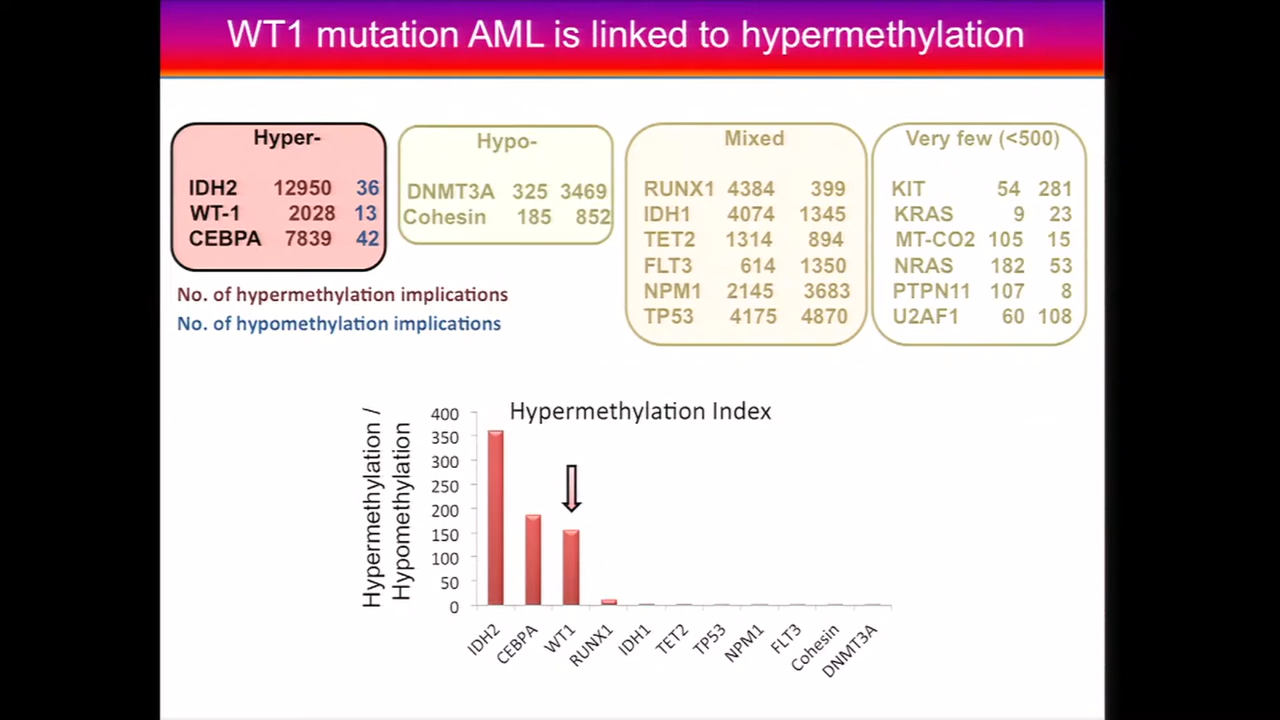 WT1 mutation AML is linked to hypermethylation
Hyper-
IDH2 12950 36
WT-1 2028 13
CEBPA 7839 42
No. of hypermethylation implications
No. of hypomethylation implications
Hypo-
DNMT3A 325 3469
Cohesin 185 852
Mixed
RUNX1 4384 399
IDH1 4074 1345
TET2 1314 894
FLT3 614 1350
NPM1 2145 3683
TP53 4175 4870
Very few (<500)
KIT 54 281
KRAS 9 23
MT-CO2 105 15
NRAS 182 53
PTPN11 107 8
U2AF1 60 108
Hypermethylation Index
Hypermethylation /
Hypomethylation
400
350
300
250
200
150
100
50
0
IDH2
CEBPA
WT1
RUNX1
IDH1
TET2
TP53
NPM1
FLT3
Cohesin
DNMT3A